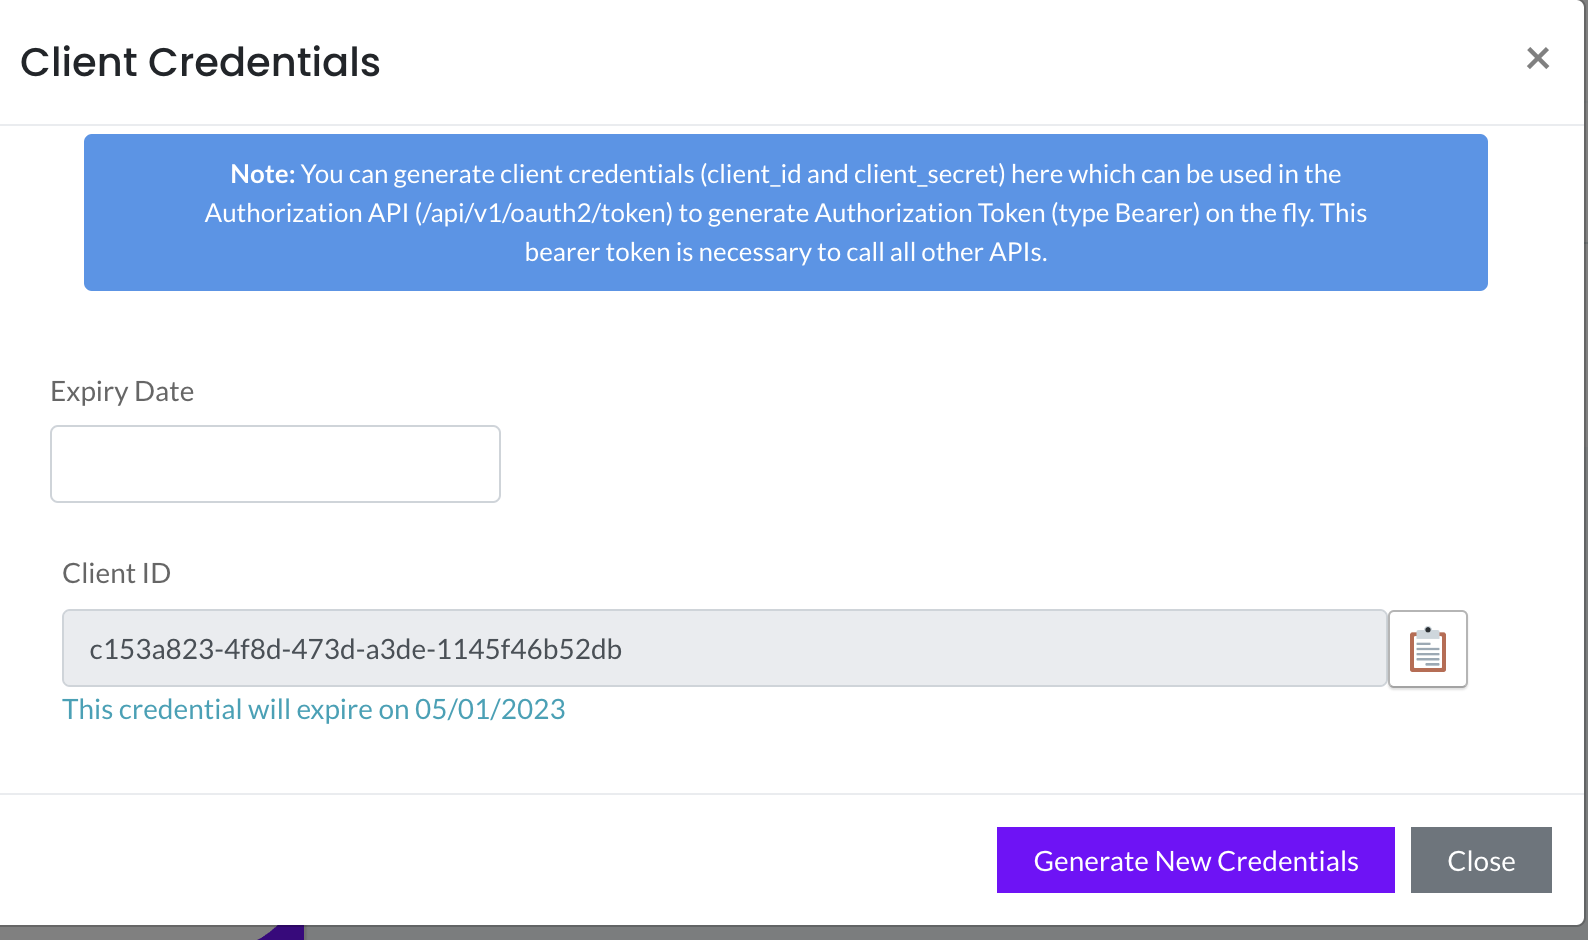 Client Credentials
Note: You can generate client credentials (client_id and client_secret) here which can be used in the
Authorization API (/api/v1/oauth2/token) to generate Authorization Token (type Bearer) on the fly. This
bearer token is necessary to call all other APIs.
Expiry Date
Client ID
c153a823-4f8d-473d-a3de-1145f46b52db
This credential will expire on 05/01/2023
Generate New Credentials
Close